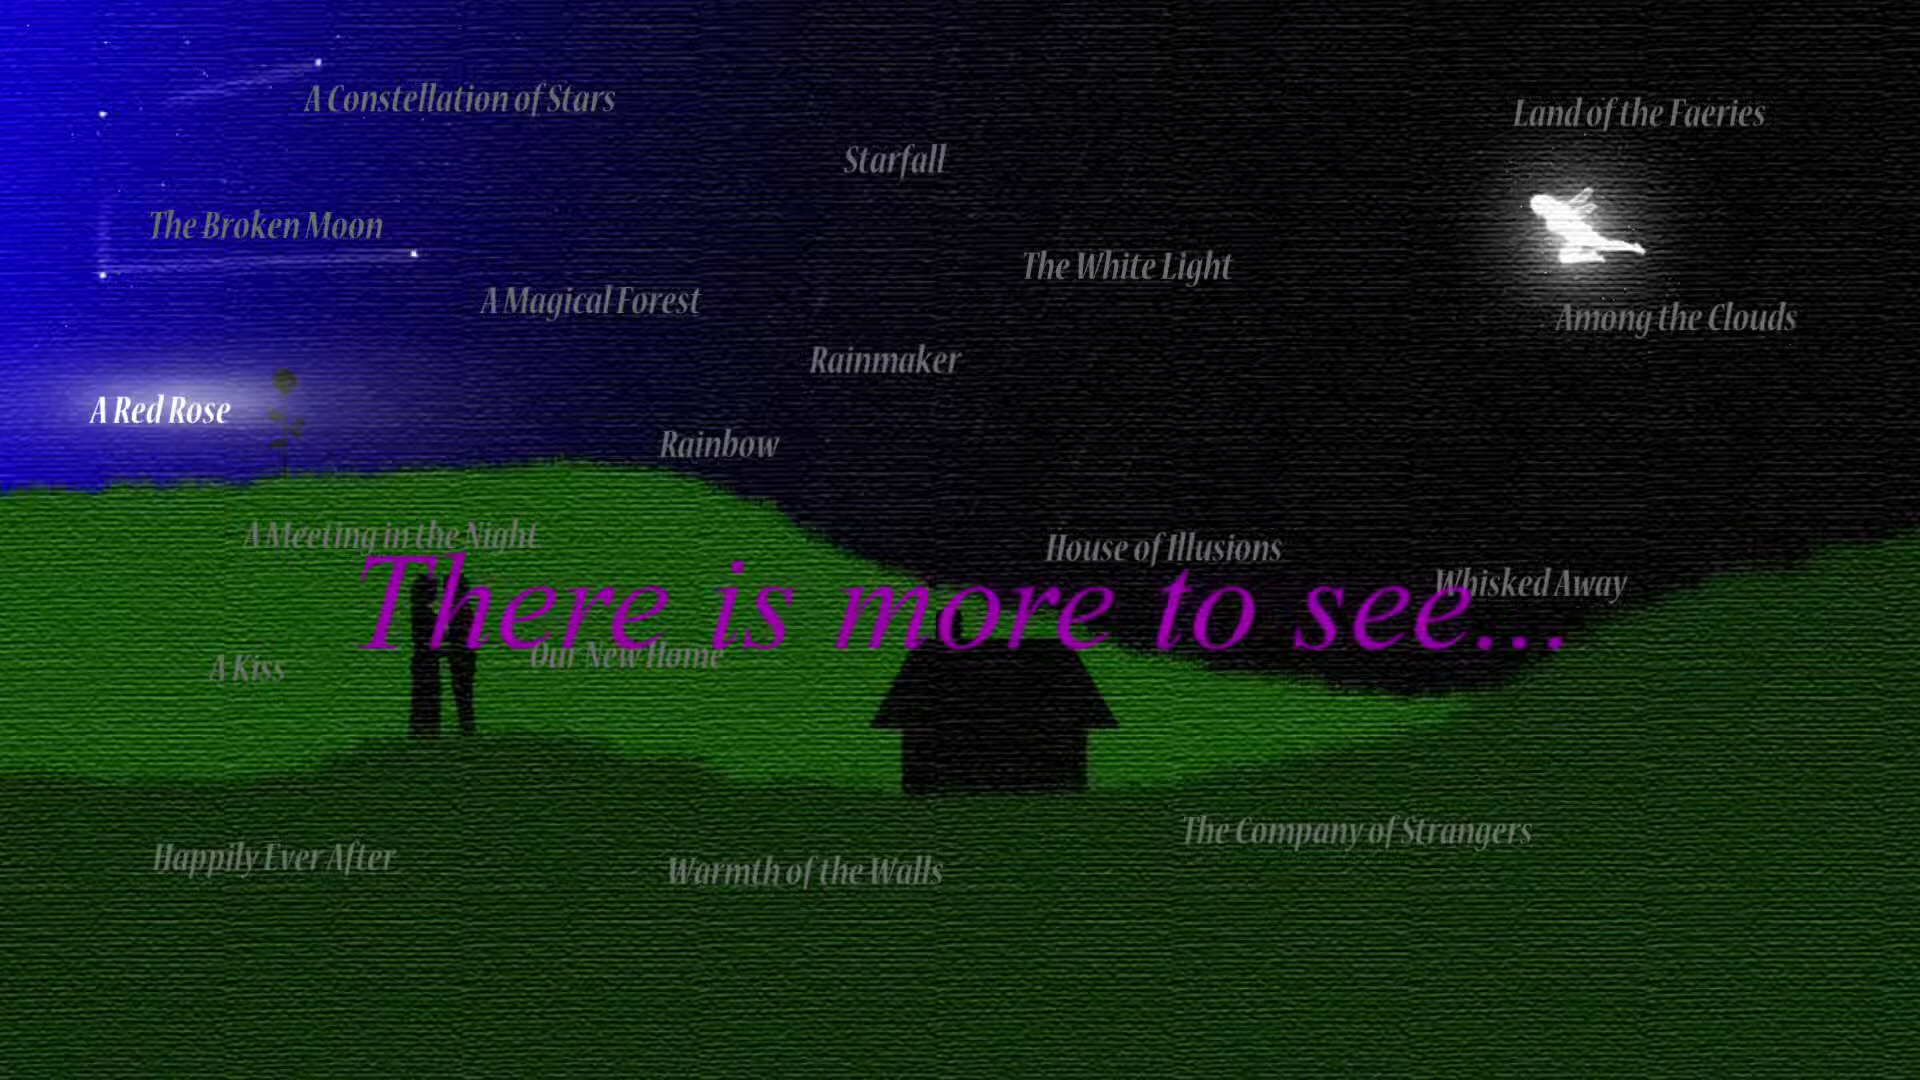 A Constellation of Stars
Land of the Faeries
Starfall
The Broken Moon
The White Light
A Magical Forest
Among the Clouds
Rainmaker
A Red Rose
Rainbow
A Meeting in the Night
House of Illusions
Whisked Away
There is more to see...
Our New Home
A Kiss
The Company of Strangers
Happily Ever After
Warmth of the Walls